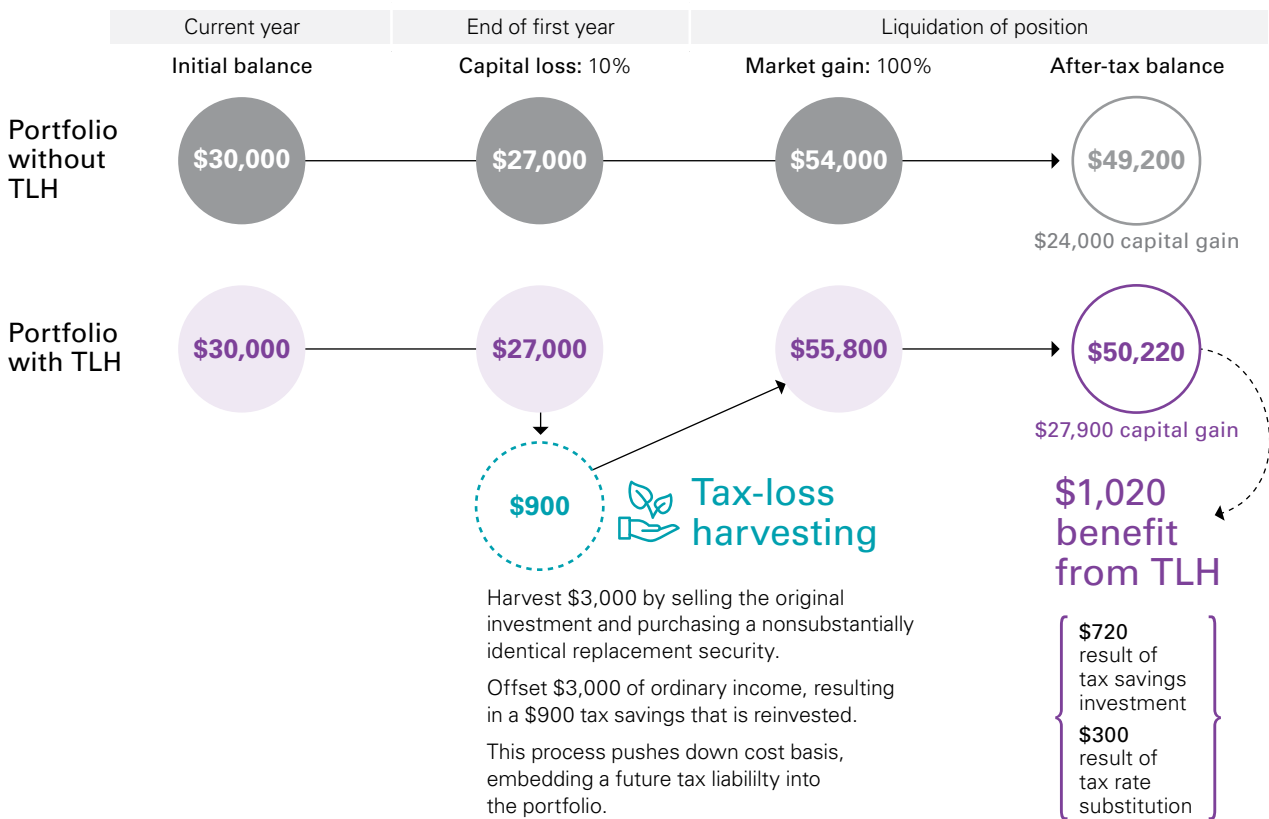 Current year
End of first year
Liquidation of position
Initial balance
Capital loss: 10%
Market gain: 100%
After-tax balance
Portfolio
without
TLH
$30,000
$27,000
$54,000
$49,200
$24,000 capital gain
Portfolio
with TLH
$30,000
$27,000
$55,800
$50,220
$27,900 capital gain
$900
Tax-loss
harvesting
Harvest $3,000 by selling the original
investment and purchasing a nonsubstantially
identical replacement security.
Offset $3,000 of ordinary income, resulting
in a $900 tax savings that is reinvested.
This process pushes down cost basis,
embedding a future tax liabililty into
the portfolio.
$1,020
benefit
from TLH
$720
result of
tax savings
investment
$300
result of
tax rate
substitution